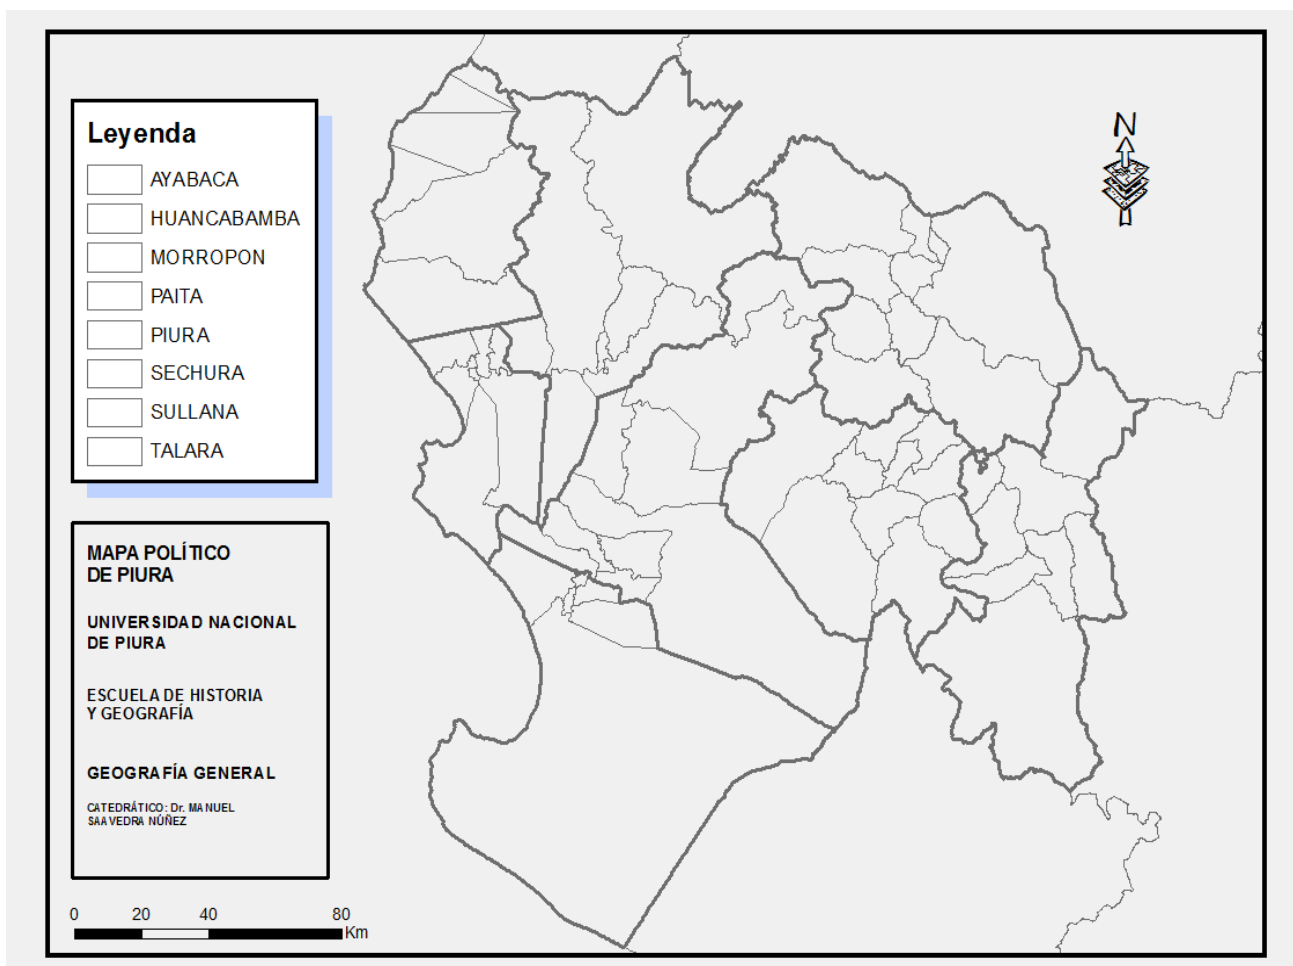 Leyenda
AYABACA
HUANCABAMBA
MORROPON
PAITA
PIURA
SECHURA
SULLANA
TALARA
N
MAPA POLÍTICO
DE PIURA
UNIVERSIDAD NACIONAL
DE PIURA
ESCUELA DE HISTORIA
Y GEOGRAFÍA
GEOGRAFÍA GENERAL
CATEDRÁTICO: Dr. MANUEL
SAAVEDRA NÚÑEZ
0 20 40 80
Km